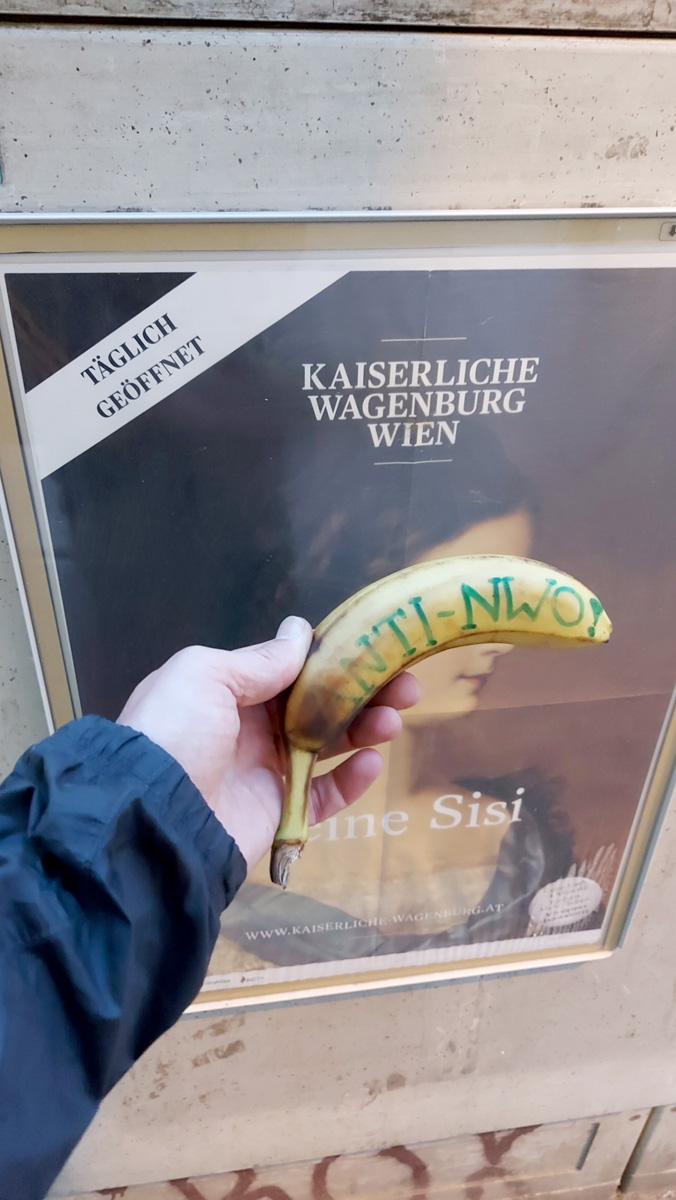 TÄGLICH
GEÖFFNET
KAISERLICHE
WAGENBURG
WIEN
NTI-NWO!
eine Sisi
WWW.KAISERLICHE-WAGENBURG.AT